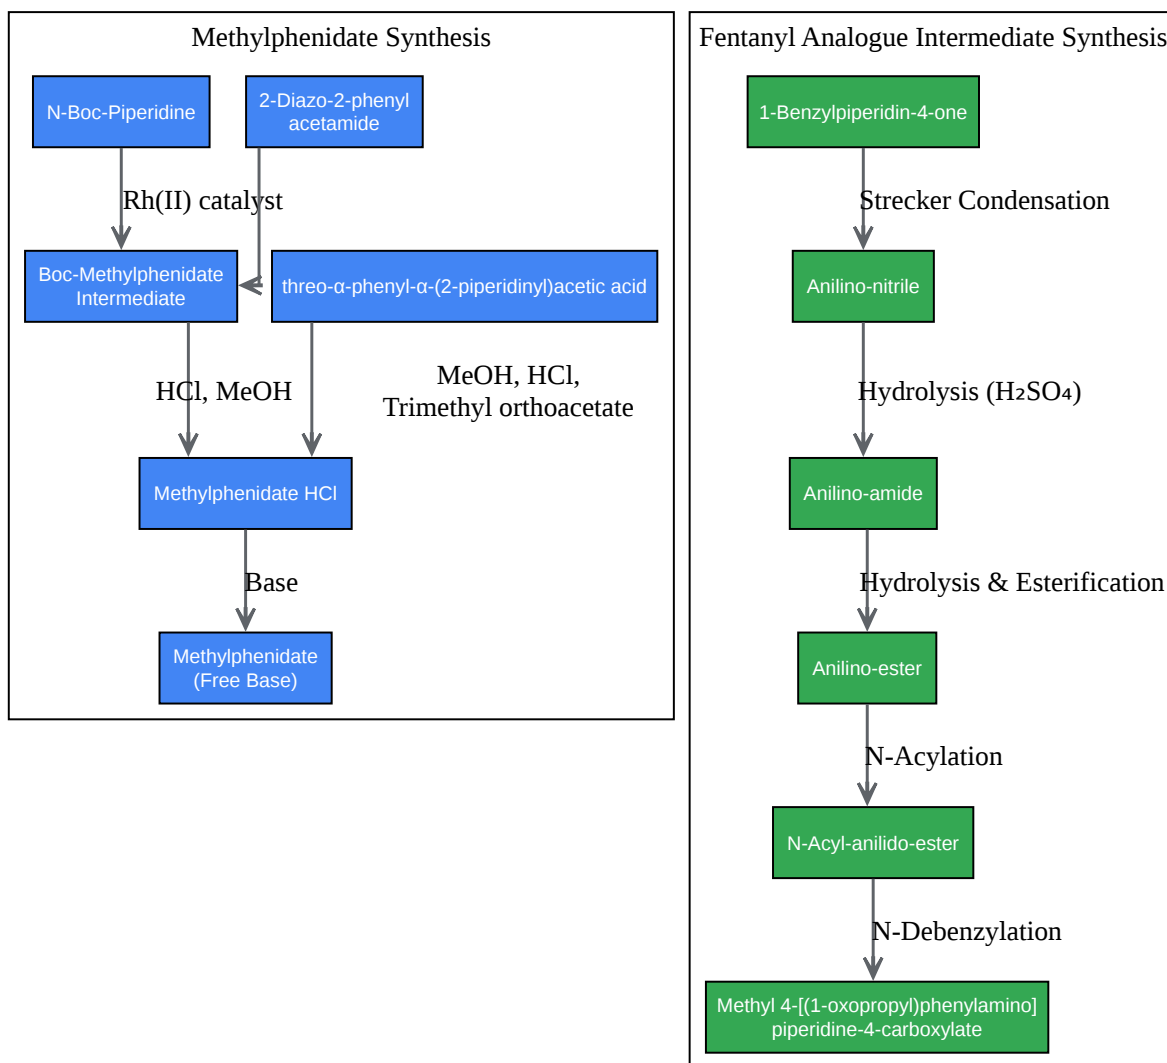 Methylphenidate Synthesis
N-Boc-Piperidine
2-Diazo-2-phenyl
acetamide
Rh(II) catalyst
Boc-Methylphenidate
Intermediate
threo-α-phenyl-α-(2-piperidinyl)acetic acid
HCl, MeOH
MeOH, HCl,
Trimethyl orthoacetate
Methylphenidate HCl
Base
Methylphenidate
(Free Base)
Fentanyl Analogue Intermediate Synthesis
1-Benzylpiperidin-4-one
Strecker Condensation
Anilino-nitrile
Hydrolysis (H₂SO₄)
Anilino-amide
Hydrolysis & Esterification
Anilino-ester
N-Acylation
N-Acyl-anilido-ester
N-Debenzylation
Methyl 4-[(1-oxopropyl)phenylamino]
piperidine-4-carboxylate